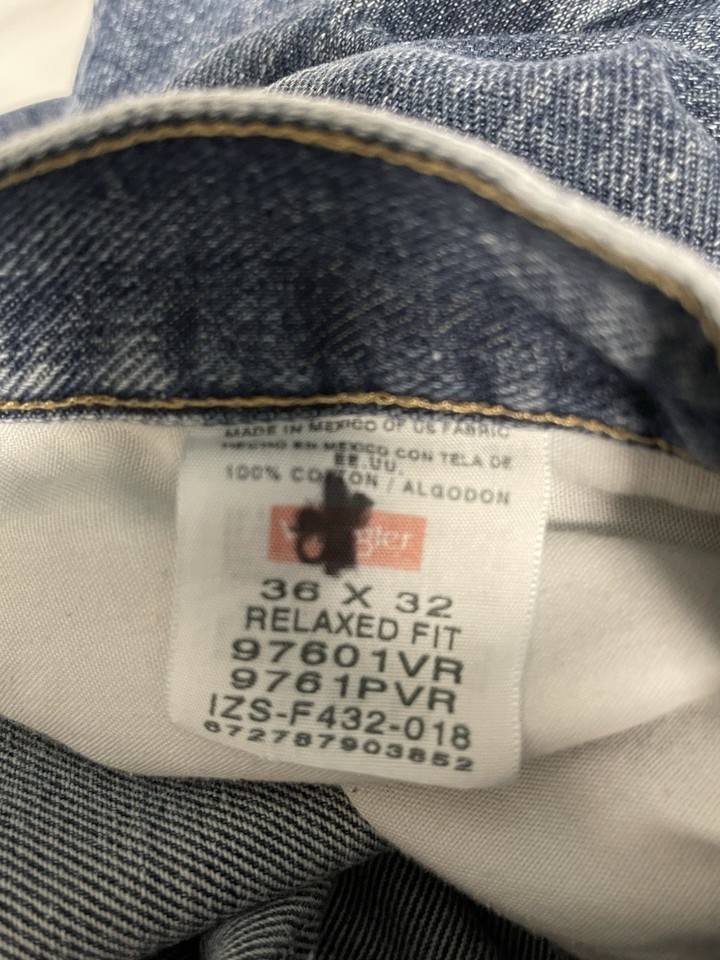 MADE IN MEXICO OF US FABRIC
HECHO EN MEXICO CON TELA DE
EE.UU.
100% COTTON / ALGODON
Wrangler
36 X 32
RELAXED FIT
97601VR
9761PVR
IZS-F432-018
672787903852